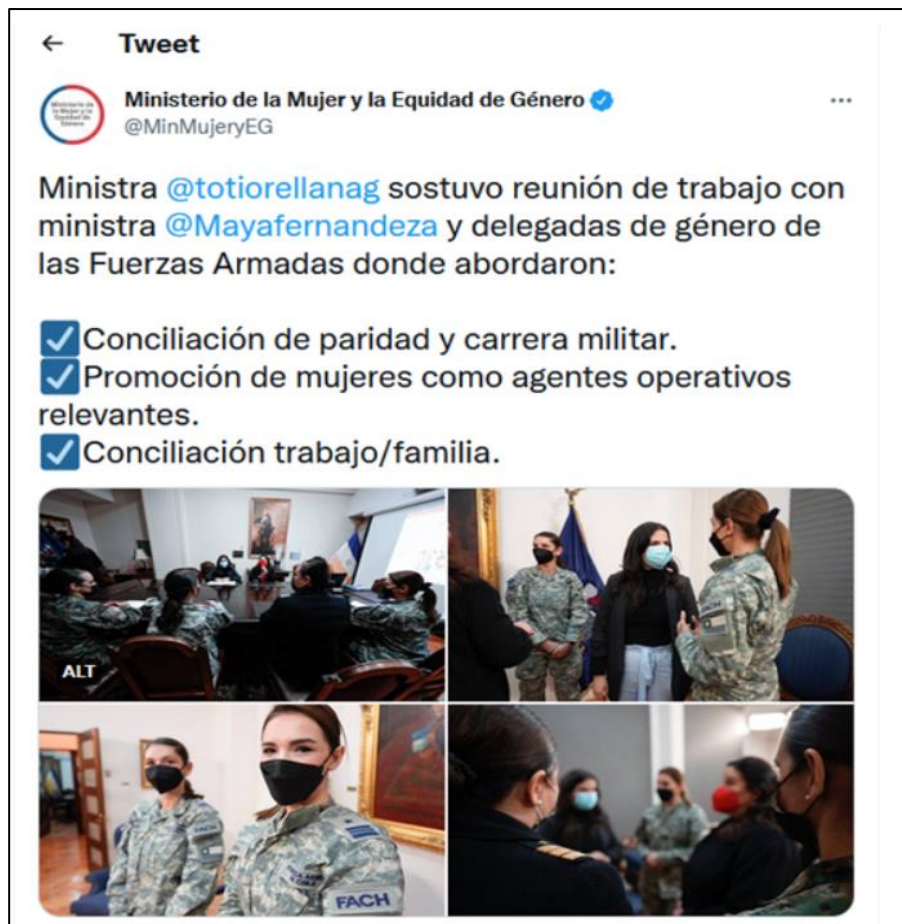 ← Tweet
Ministerio de la Mujer y la Equidad de Género
@MinMujeryEG
Ministra @totiorellanag sostuvo reunión de trabajo con
ministra @Mayafernandeza y delegadas de género de
las Fuerzas Armadas donde abordaron:
☑Conciliación de paridad y carrera militar.
☑Promoción de mujeres como agentes operativos
relevantes.
☑Conciliación trabajo/familia.
ALT
FACH
FACH
FACH